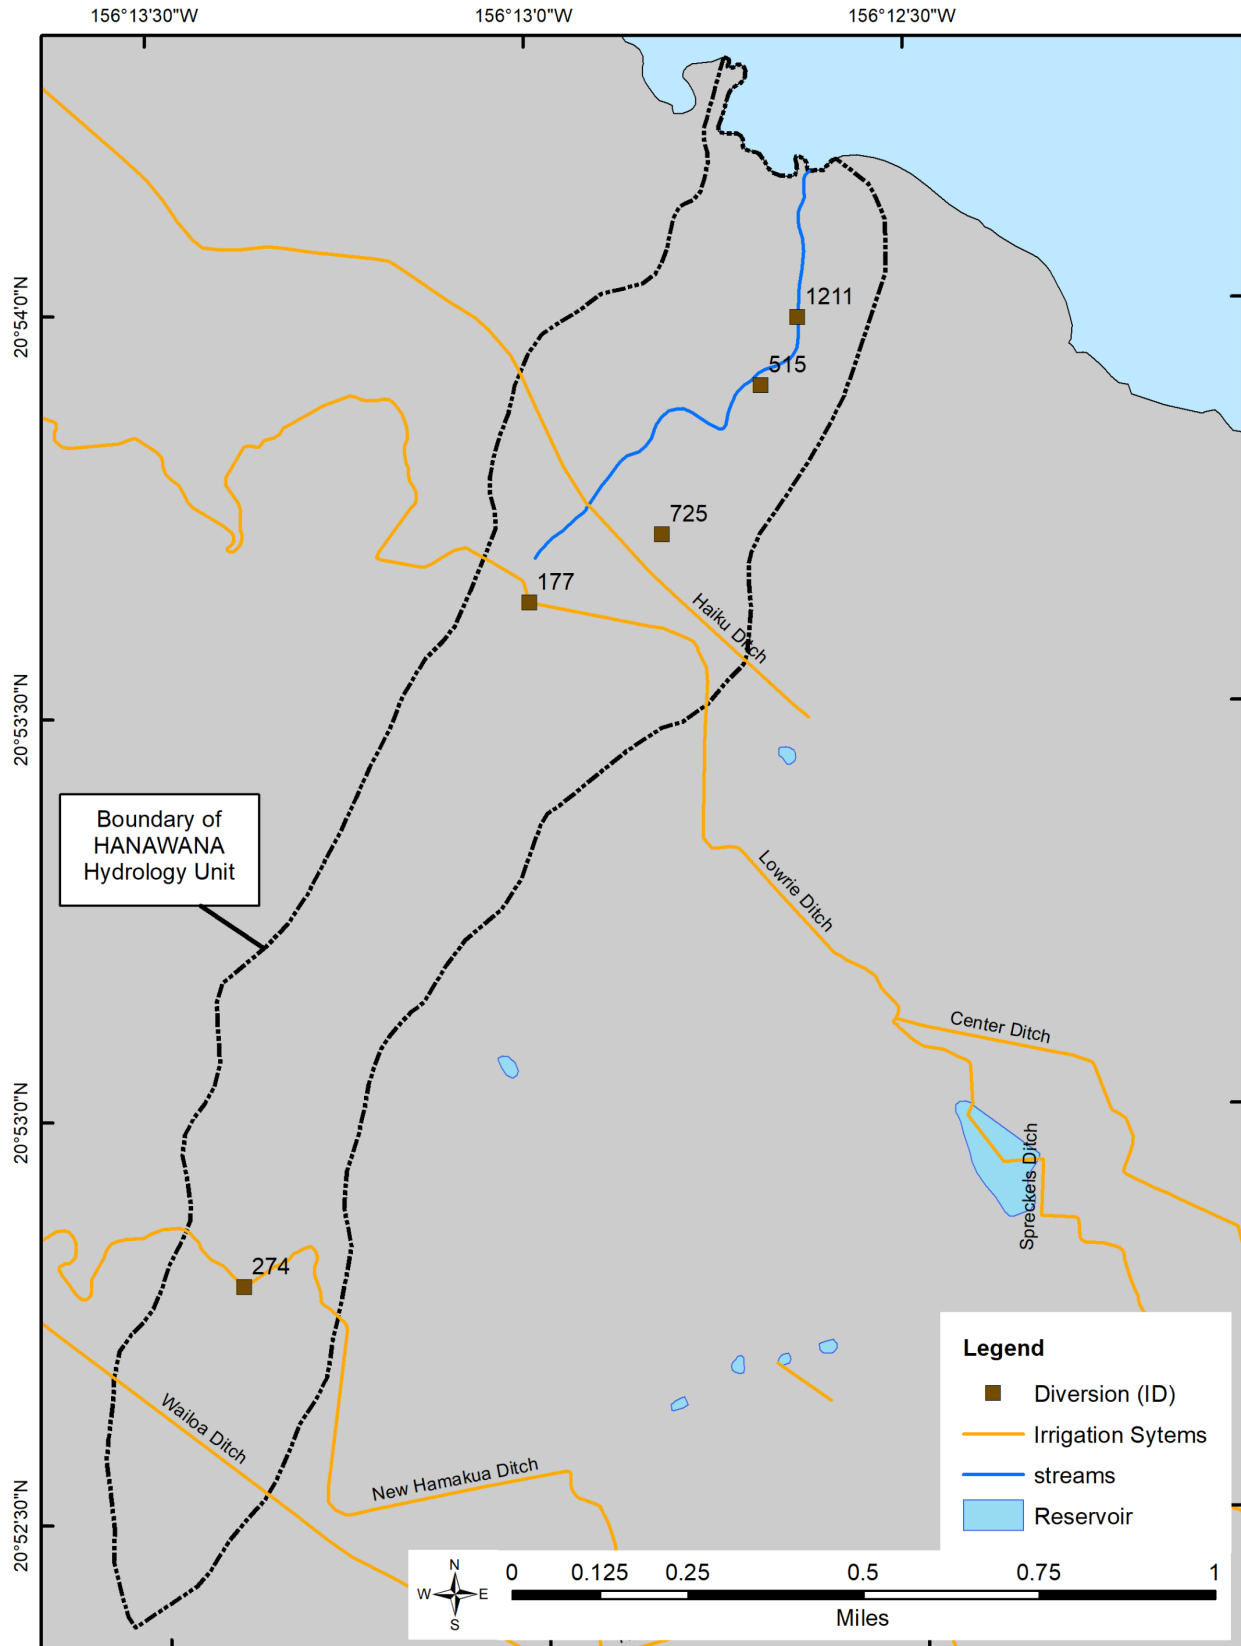 156°13'30"W
156°13'0"W
156°12'30"W
20°54'0"N
1211
515
725
177
Haiku Ditch
20°53'30"N
Boundary of
HANAWANA
Hydrology Unit
Lowrie Ditch
Center Ditch
20°53'0"N
Spreckels Ditch
274
Wailoa Ditch
New Hamakua Ditch
20°52'30"N
Legend
Diversion (ID)
Irrigation Sytems
streams
Reservoir
N
W E
S
0 0.125 0.25 0.5 0.75 1
Miles